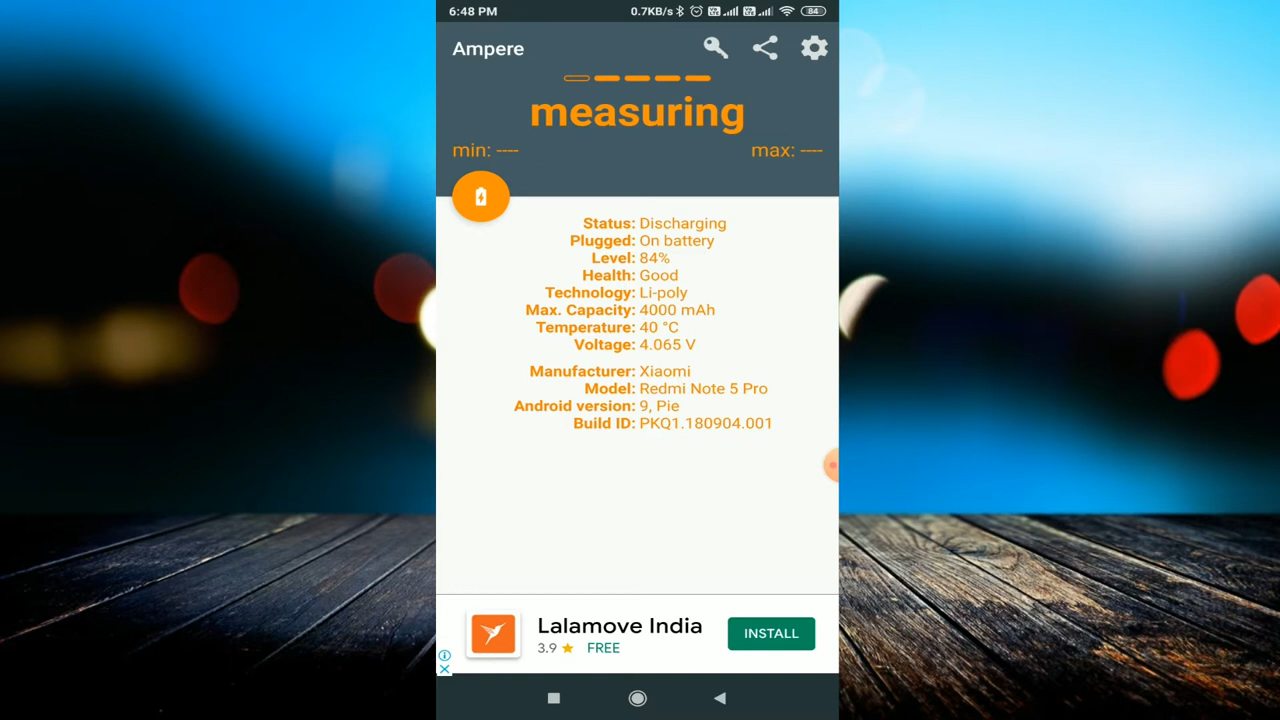 6:48 PM 0.7KB/s 84
Ampere
measuring
min: ---- max: ----
Status: Discharging
Plugged: On battery
Level: 84%
Health: Good
Technology: Li-poly
Max. Capacity: 4000 mAh
Temperature: 40 °C
Voltage: 4.065 V
Manufacturer: Xiaomi
Model: Redmi Note 5 Pro
Android version: 9, Pie
Build ID: PKQ1.180904.001
Lalamove India
3.9 ★ FREE
INSTALL